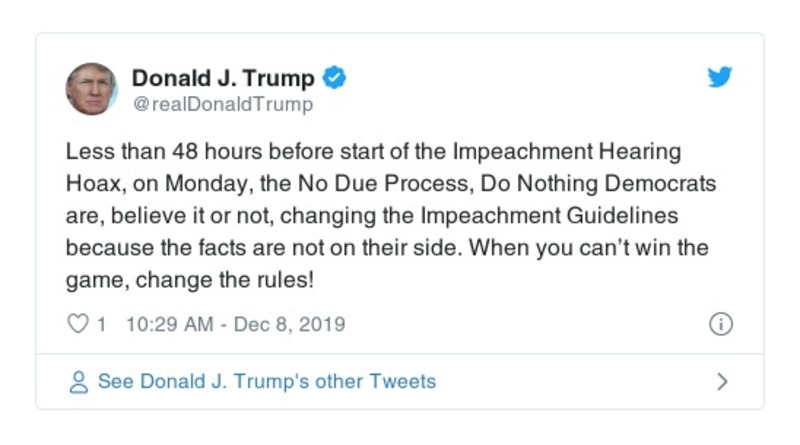 Donald J. Trump
@realDonaldTrump
Less than 48 hours before start of the Impeachment Hearing
Hoax, on Monday, the No Due Process, Do Nothing Democrats
are, believe it or not, changing the Impeachment Guidelines
because the facts are not on their side. When you can’t win the
game, change the rules!
1 10:29 AM - Dec 8, 2019
See Donald J. Trump's other Tweets